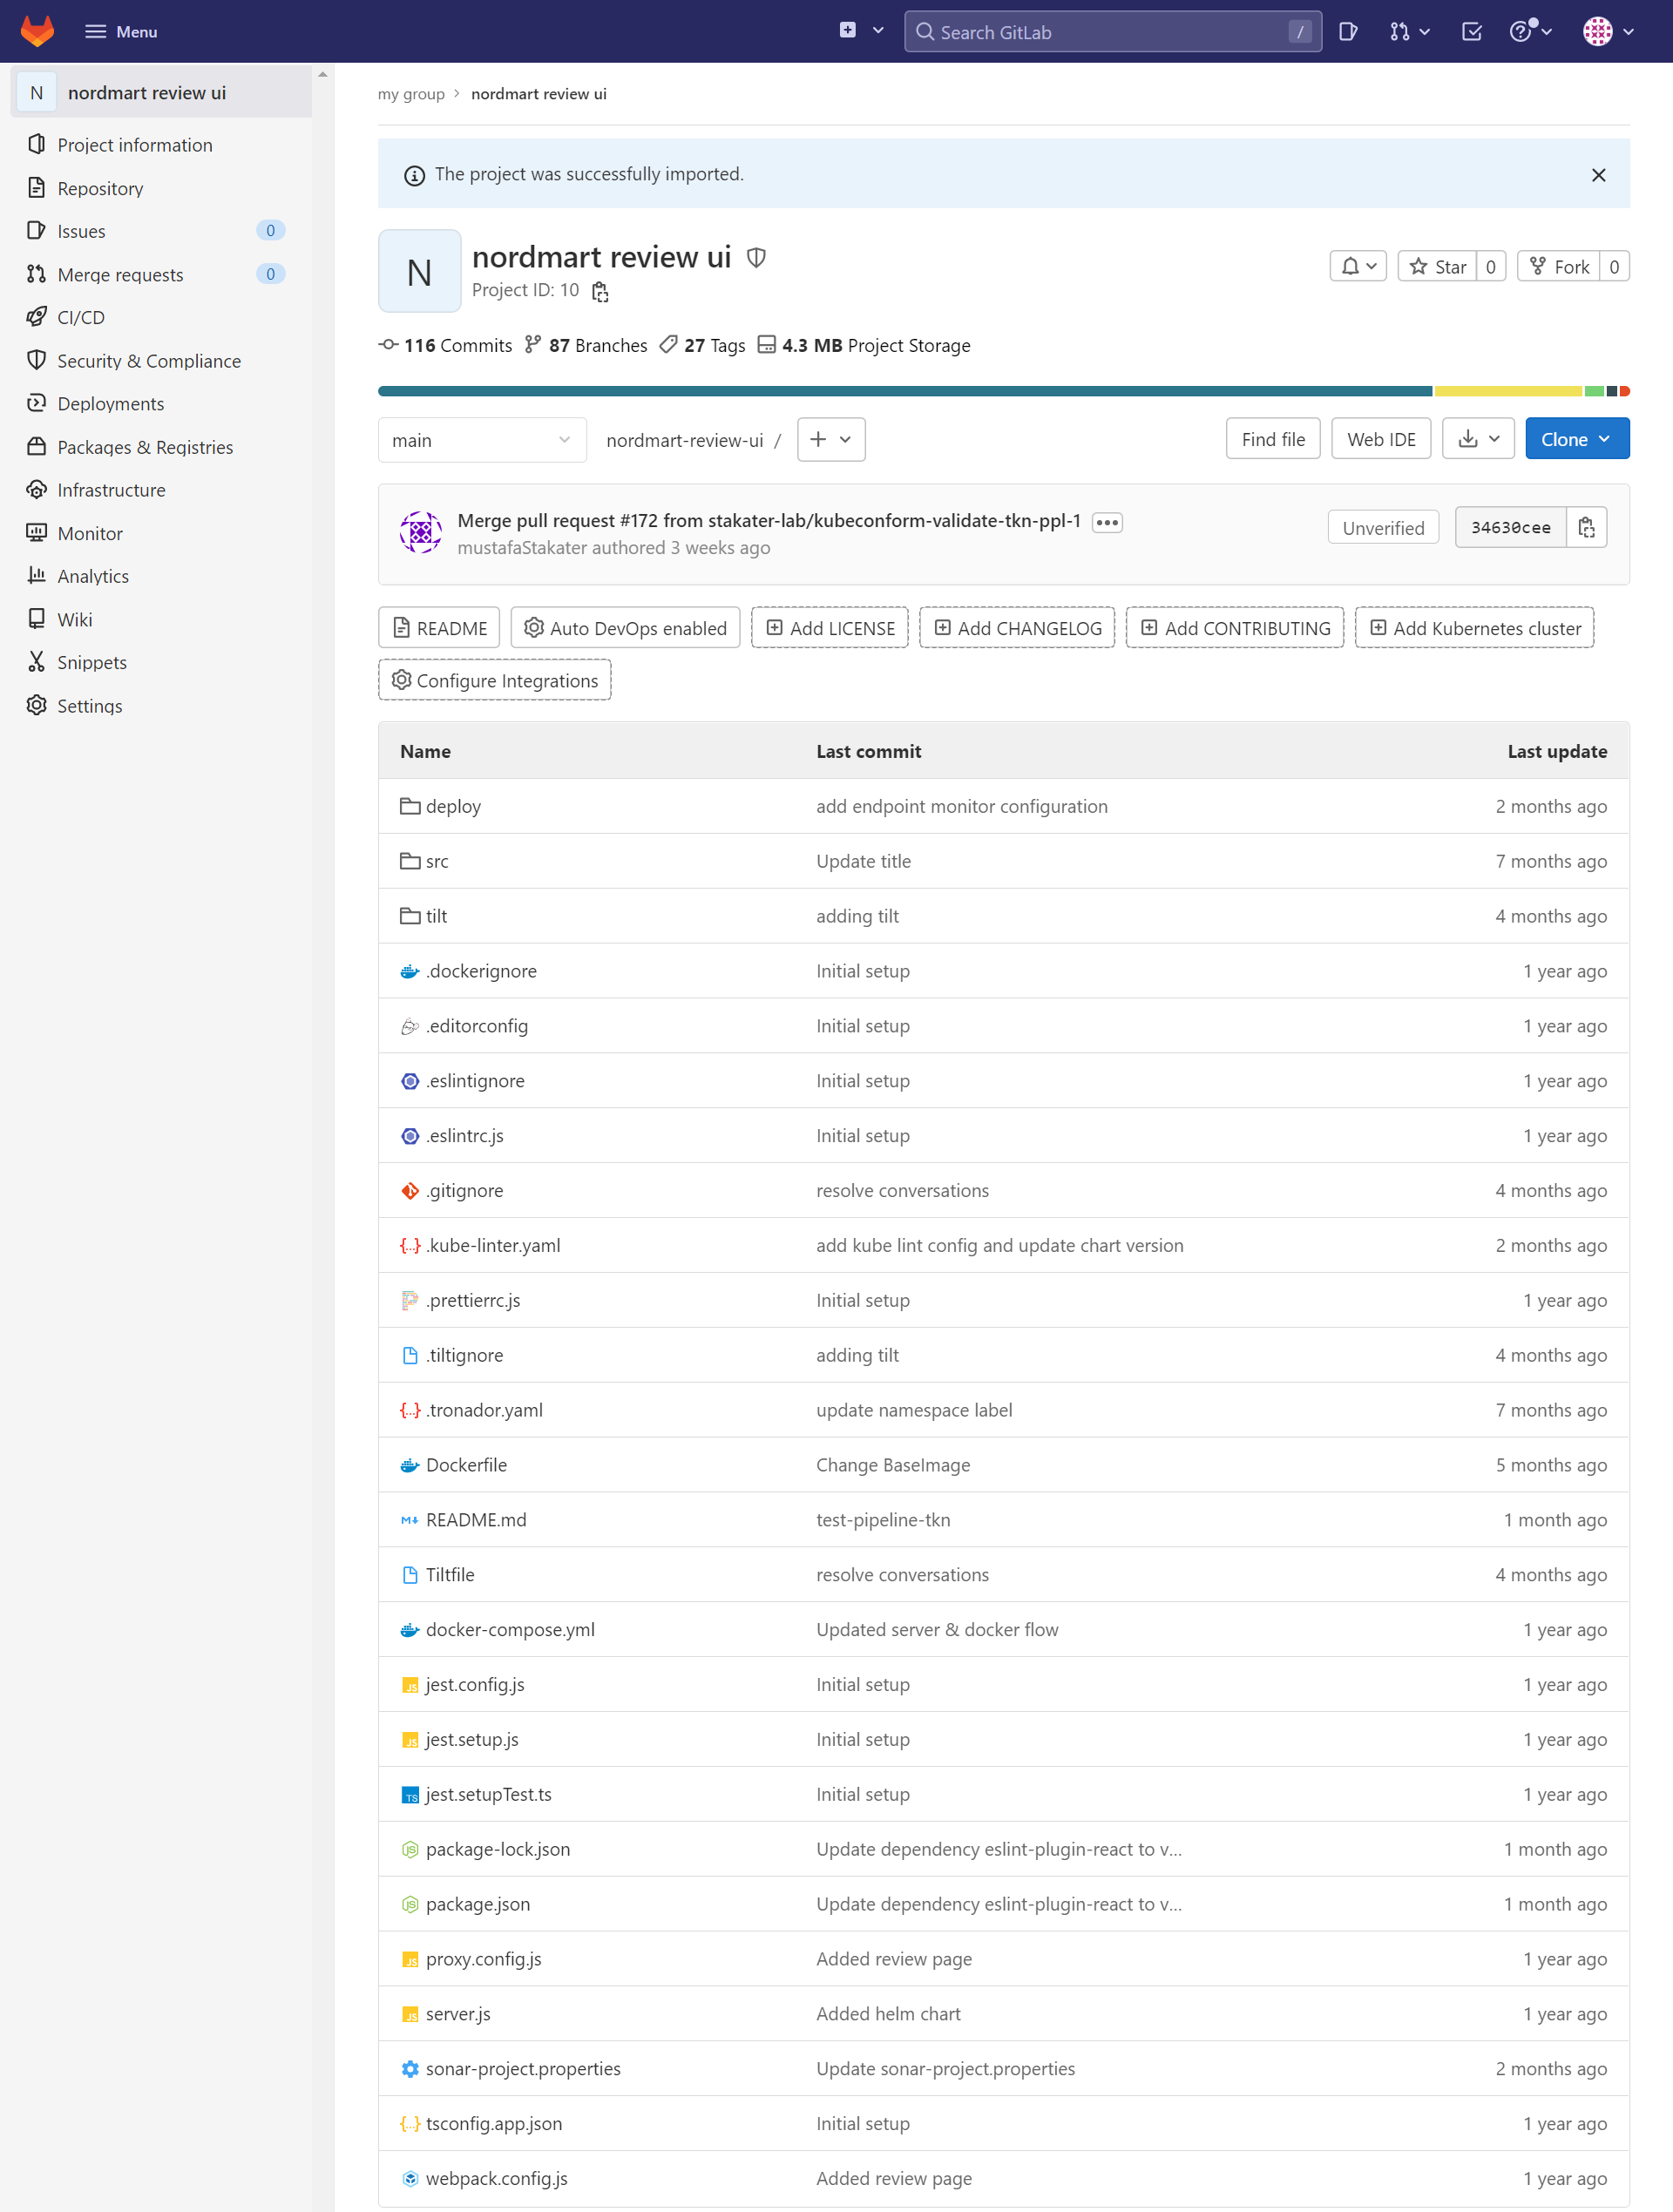 Menu
Search GitLab
/
N nordmart review ui
Project information
Repository
Issues 0
Merge requests 0
CI/CD
Security & Compliance
Deployments
Packages & Registries
Infrastructure
Monitor
Analytics
Wiki
Snippets
Settings
my group > nordmart review ui
The project was successfully imported.
N
nordmart review ui
Project ID: 10
Star 0
Fork 0
116 Commits 87 Branches 27 Tags 4.3 MB Project Storage
main
nordmart-review-ui /
Find file
Web IDE
Clone
Merge pull request #172 from stakater-lab/kubeconform-validate-tkn-ppl-1
mustafaStakater authored 3 weeks ago
Unverified
34630cee
README
Auto DevOps enabled
Add LICENSE
Add CHANGELOG
Add CONTRIBUTING
Add Kubernetes cluster
Configure Integrations
Name Last commit Last update
deploy add endpoint monitor configuration 2 months ago
src Update title 7 months ago
tilt adding tilt 4 months ago
.dockerignore Initial setup 1 year ago
.editorconfig Initial setup 1 year ago
.eslintignore Initial setup 1 year ago
.eslintrc.js Initial setup 1 year ago
.gitignore resolve conversations 4 months ago
.kube-linter.yaml add kube lint config and update chart version 2 months ago
.prettierrc.js Initial setup 1 year ago
.tiltignore adding tilt 4 months ago
.tronador.yaml update namespace label 7 months ago
Dockerfile Change BaseImage 5 months ago
README.md test-pipeline-tkn 1 month ago
Tiltfile resolve conversations 4 months ago
docker-compose.yml Updated server & docker flow 1 year ago
jest.config.js Initial setup 1 year ago
jest.setup.js Initial setup 1 year ago
jest.setupTest.ts Initial setup 1 year ago
package-lock.json Update dependency eslint-plugin-react to v... 1 month ago
package.json Update dependency eslint-plugin-react to v... 1 month ago
proxy.config.js Added review page 1 year ago
server.js Added helm chart 1 year ago
sonar-project.properties Update sonar-project.properties 2 months ago
tsconfig.app.json Initial setup 1 year ago
webpack.config.js Added review page 1 year ago